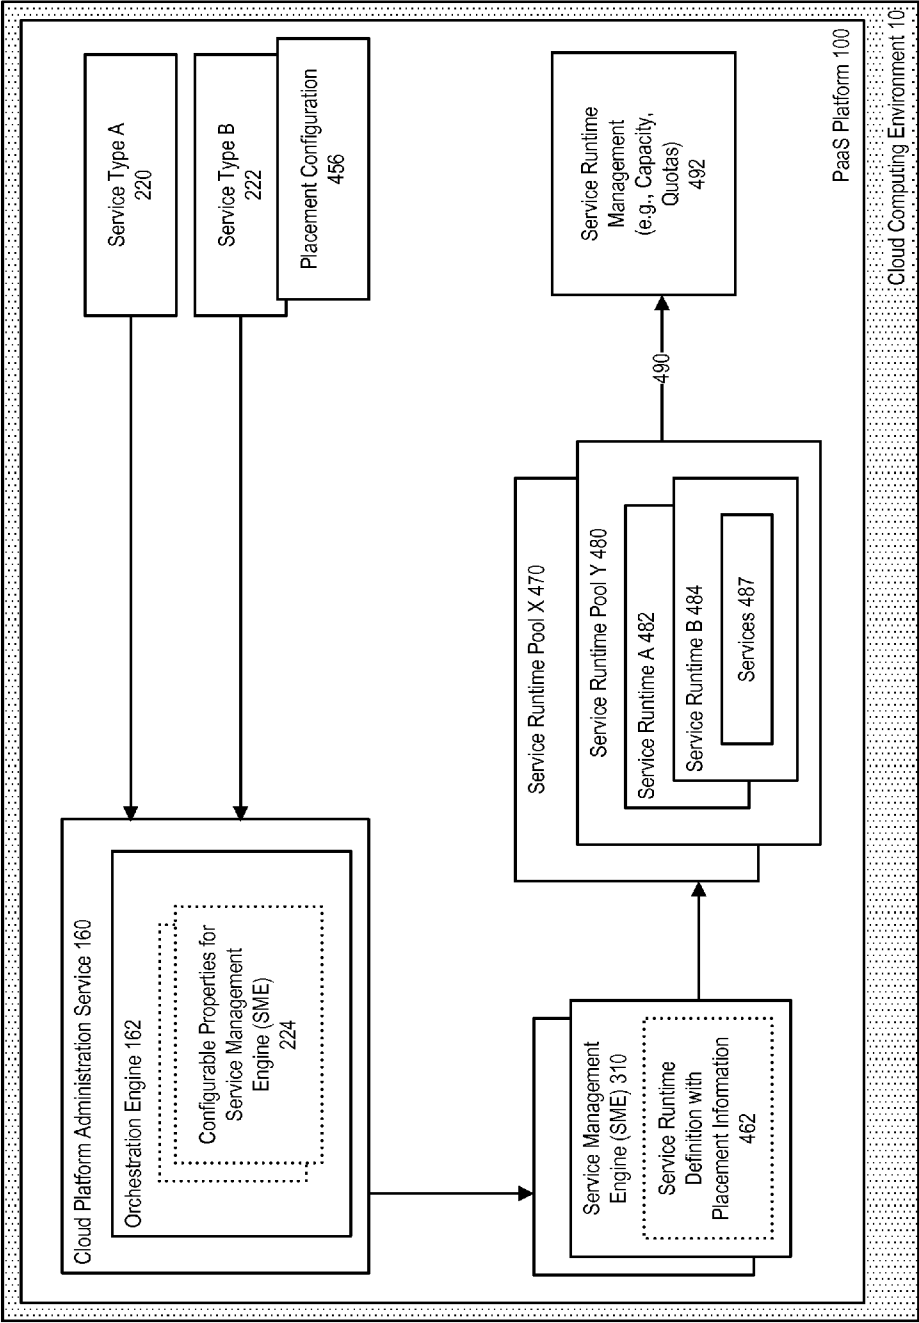 Cloud Platform Administration Service 160
Orchestration Engine 162
Configurable Properties for
Service Management
Engine (SME)
224
Service Type A
220
Service Type B
222
Placement Configuration
456
Service Management
Engine (SME) 310
Service Runtime
Definition with
Placement Information
462
Service Runtime Pool X 470
Service Runtime Pool Y 480
Service Runtime A 482
Service Runtime B 484
Services 487
490
Service Runtime
Management
(e.g., Capacity,
Quotas)
492
PaaS Platform 100
Cloud Computing Environment 10